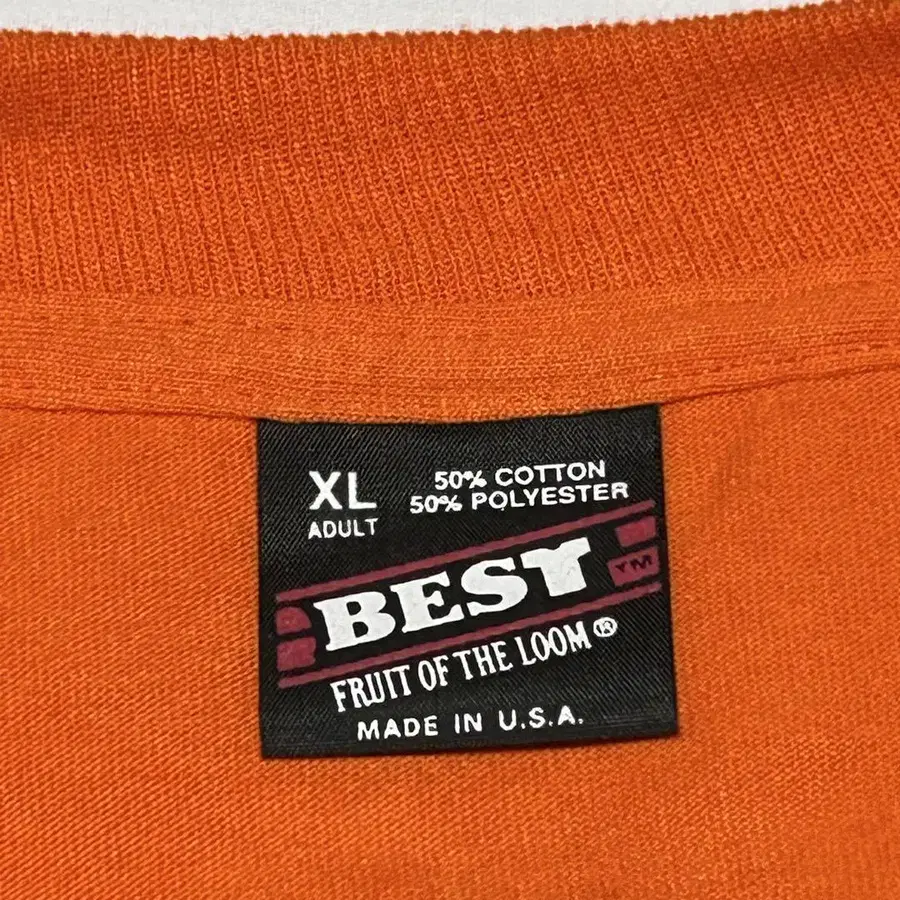 XL
ADULT
50% COTTON
50% POLYESTER
BEST
TM
FRUIT OF THE LOOM®
MADE IN U.S.A.